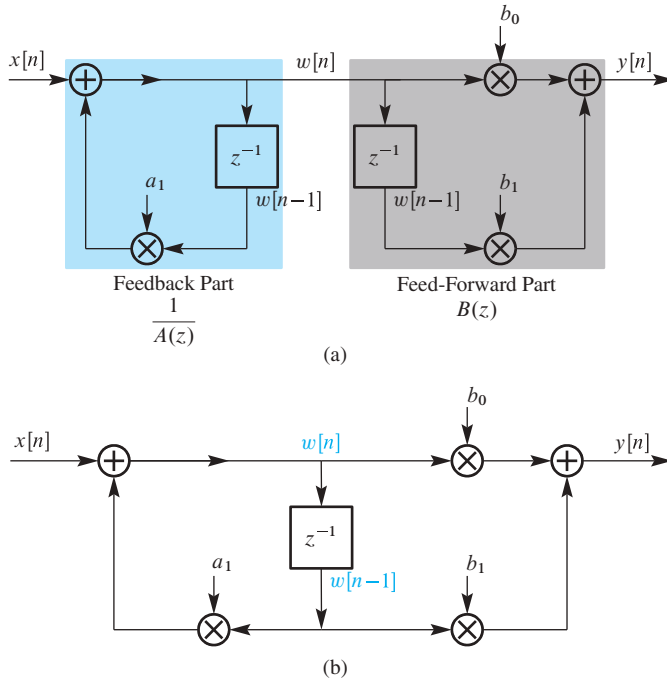 b₀
x[n] w[n] y[n]
z⁻¹ z⁻¹
a₁ w[n−1] w[n−1] b₁
Feedback Part Feed-Forward Part
1 B(z)
A(z)
(a)
b₀
x[n] w[n] y[n]
z⁻¹
a₁ w[n−1] b₁
(b)